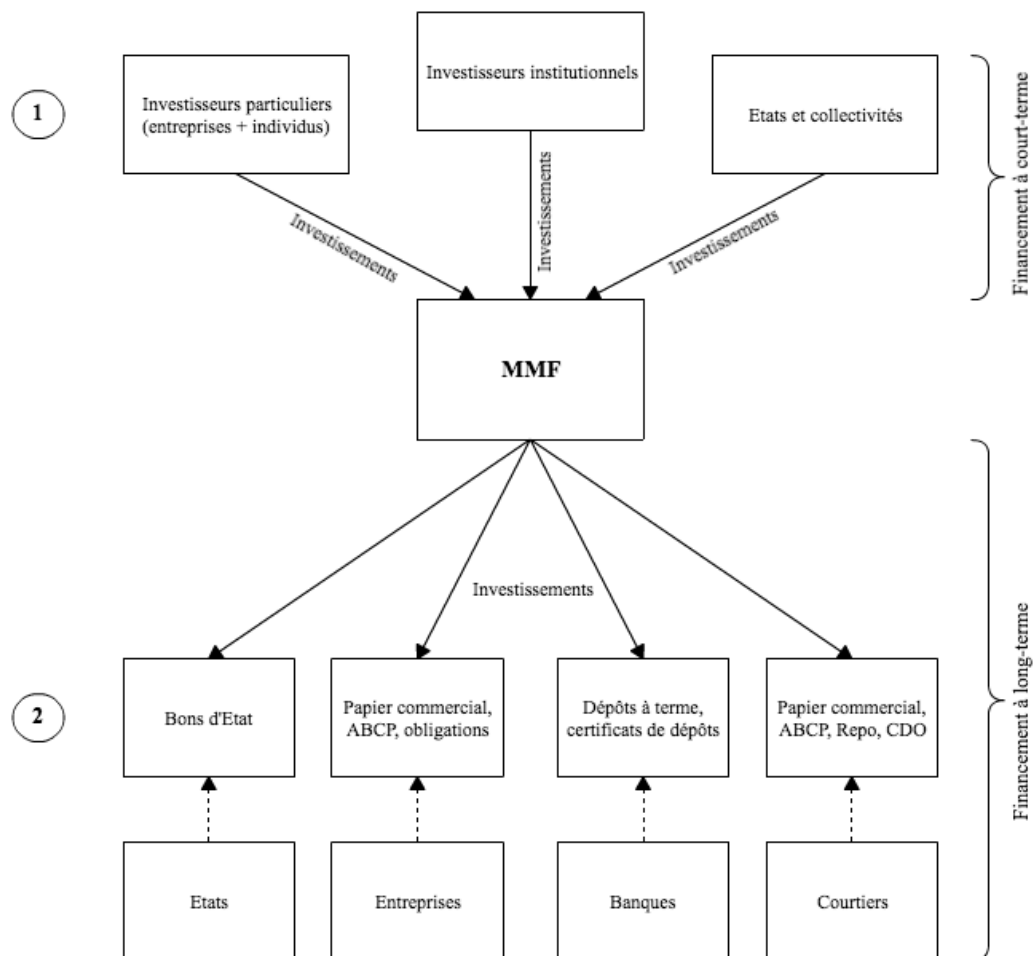 Investisseurs institutionnels
1
Investisseurs particuliers
(entreprises + individus)
Etats et collectivités
Financement à court-terme
Investissements
Investissements
Investissements
MMF
Investissements
Financement à long-terme
2
Bons d'Etat
Papier commercial,
ABCP, obligations
Dépôts à terme,
certificats de dépôts
Papier commercial,
ABCP, Repo, CDO
Etats
Entreprises
Banques
Courtiers